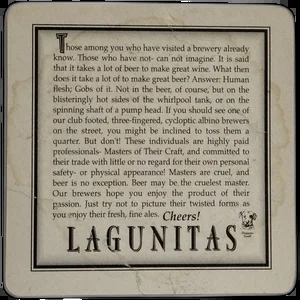 Those among you who have visited a brewery already
know. Those who have not- can not imagine. It is said
that it takes a lot of beer to make great wine. What then
does it take a lot of to make great beer? Answer: Human
flesh; Gobs of it. Not in the beer, of course, but on the
blisteringly hot sides of the whirlpool tank, or on the
spinning shaft of a pump head. If you should see one of
our club footed, three-fingered, cycloptic albino brewers
on the street, you might be inclined to toss them a
quarter. But don't! These individuals are highly paid
professionals- Masters of Their Craft, and committed to
their trade with little or no regard for their own personal
safety- or physical appearance! Masters are cruel, and
beer is no exception. Beer may be the cruelest master.
Our brewers hope you enjoy the product of their
passion. Just try not to picture their twisted forms as
you enjoy their fresh, fine ales. Cheers!
LAGUNITAS